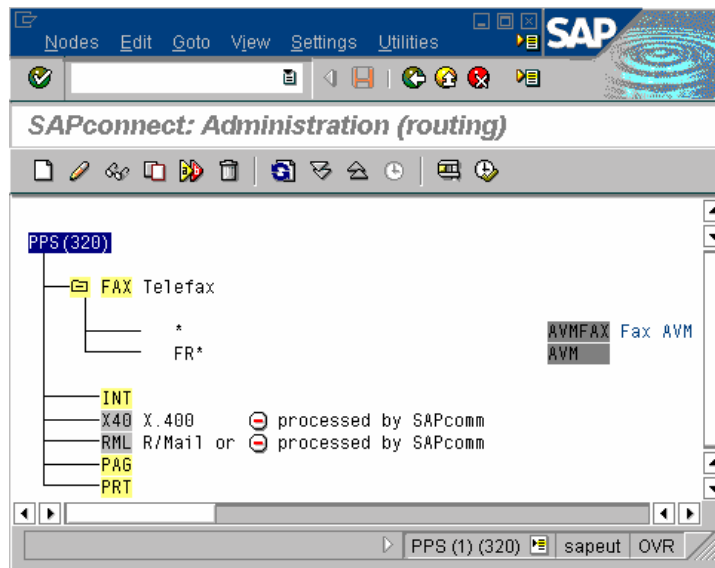 Nodes Edit Goto View Settings Utilities
SAP
SAPconnect: Administration (routing)
PPS(320)
FAX Telefax
* AVMFAX Fax AVM
FR* AVM
INT
X40 X.400 processed by SAPcomm
RML R/Mail or processed by SAPcomm
PAG
PRT
PPS (1) (320) sapeut OVR